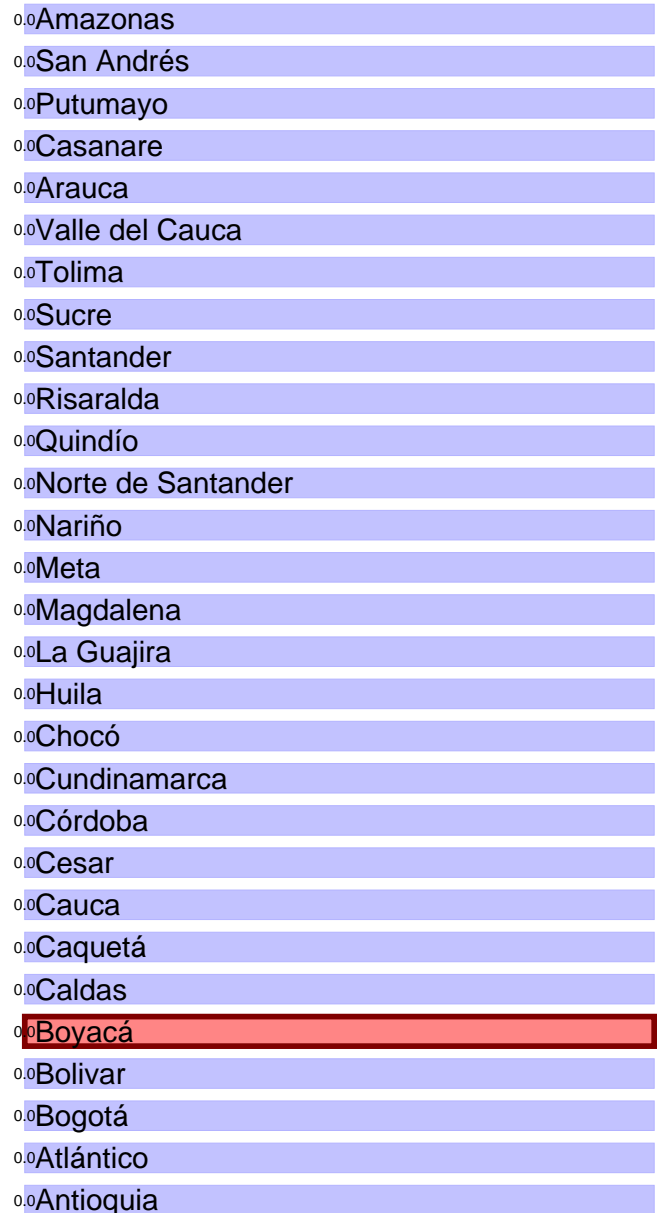 0.0Amazonas
0.0San Andrés
0.0Putumayo
0.0Casanare
0.0Arauca
0.0Valle del Cauca
0.0Tolima
0.0Sucre
0.0Santander
0.0Risaralda
0.0Quindío
0.0Norte de Santander
0.0Nariño
0.0Meta
0.0Magdalena
0.0La Guajira
0.0Huila
0.0Chocó
0.0Cundinamarca
0.0Córdoba
0.0Cesar
0.0Cauca
0.0Caquetá
0.0Caldas
0.0Boyacá
0.0Bolivar
0.0Bogotá
0.0Atlántico
0.0Antioquia